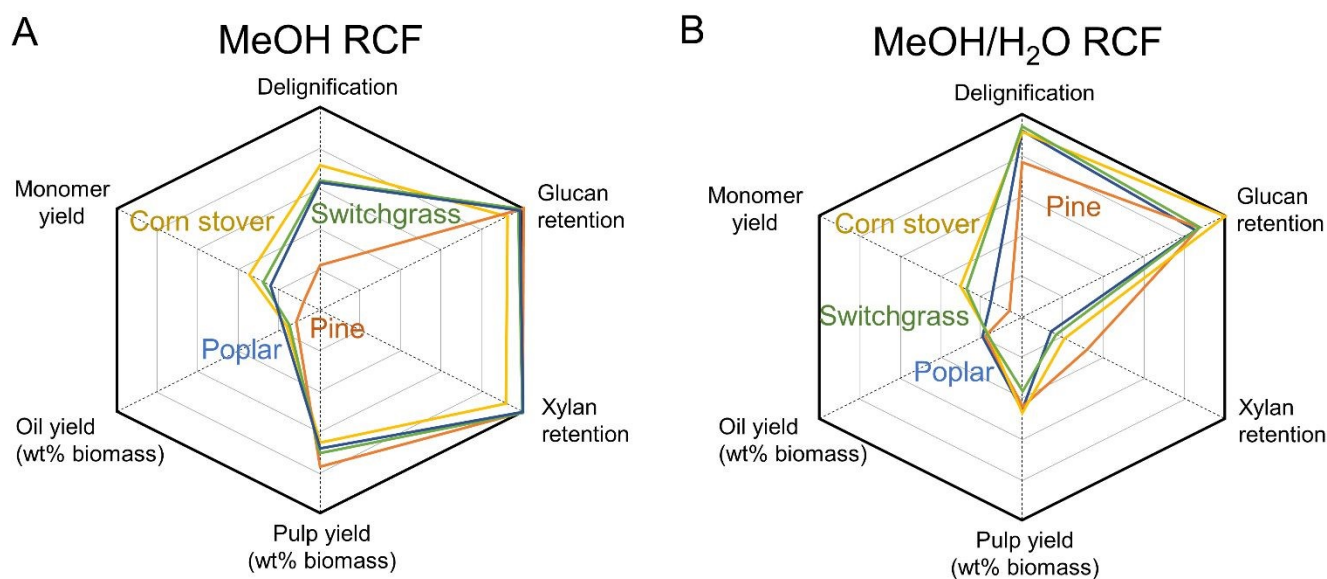 A
MeOH RCF
Delignification
Monomer
yield
Corn stover
Switchgrass
Glucan
retention
Pine
Poplar
Oil yield
(wt% biomass)
Xylan
retention
Pulp yield
(wt% biomass)
B
MeOH/H₂O RCF
Delignification
Monomer
yield
Corn stover
Pine
Glucan
retention
Switchgrass
Poplar
Oil yield
(wt% biomass)
Xylan
retention
Pulp yield
(wt% biomass)